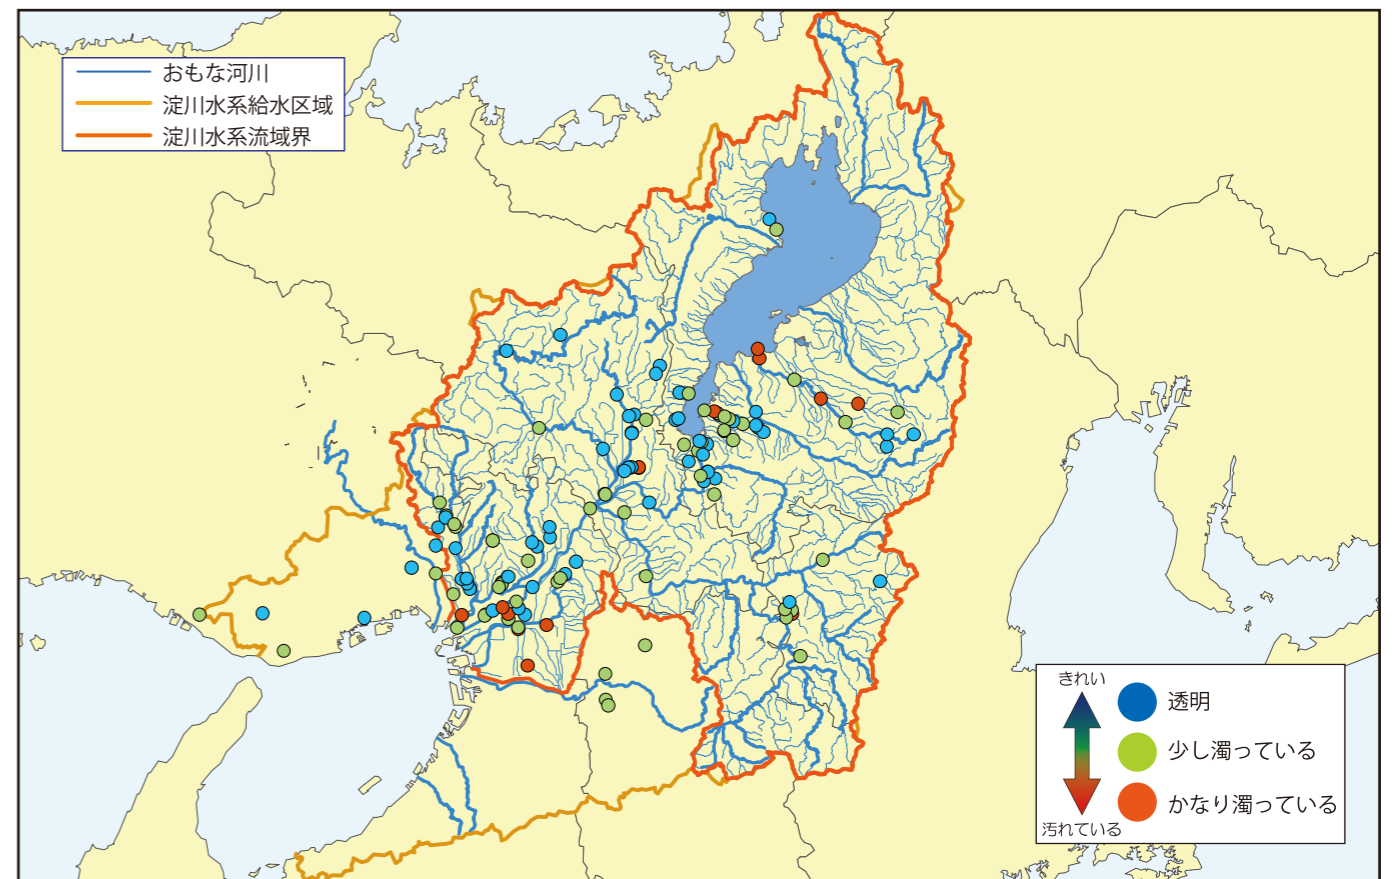 おもな河川
淀川水系給水区域
淀川水系流域界
きれい
透明
少し濁っている
かなり濁っている
汚れている